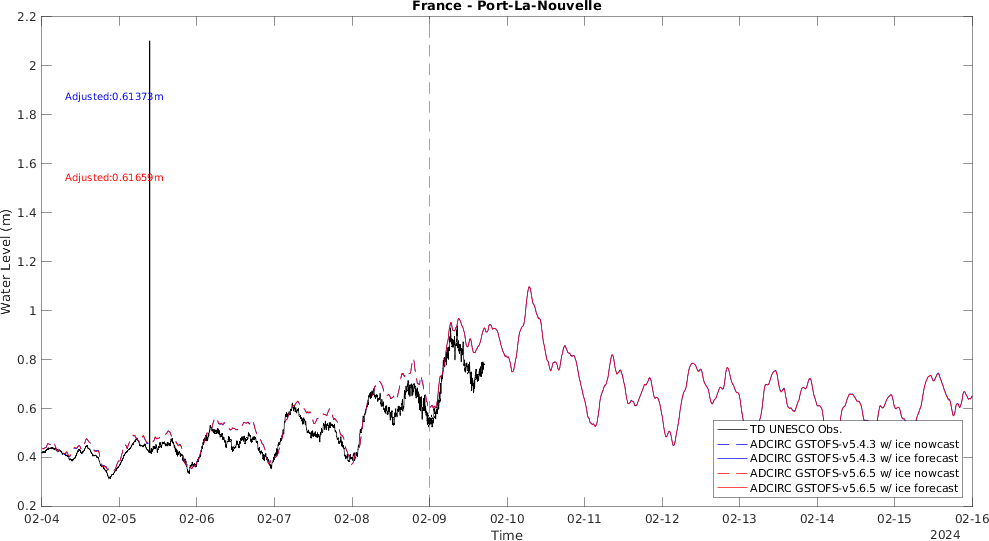 France - Port-La-Nouvelle
2.2
2
1.8
1.6
1.4
1.2
1
0.8
0.6
0.4
0.2
Water Level (m)
Adjusted:0.61373m
Adjusted:0.61659m
TD UNESCO Obs.
ADCIRC GSTOFS-v5.4.3 w/ ice nowcast
ADCIRC GSTOFS-v5.4.3 w/ ice forecast
ADCIRC GSTOFS-v5.6.5 w/ ice nowcast
ADCIRC GSTOFS-v5.6.5 w/ ice forecast
02-04 02-05 02-06 02-07 02-08 02-09 02-10 02-11 02-12 02-13 02-14 02-15 02-16
Time
2024